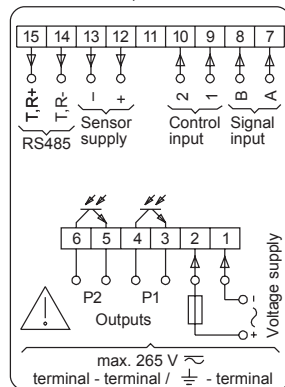 15 14 13 12 11 10 9 8 7
T,R+ T,R- – + 2 1 B A
RS485
Sensor supply
Control input
Signal input
6 5 4 3 2 1
P2 P1
Outputs
-
+
Voltage supply
max. 265 V
terminal - terminal / - terminal